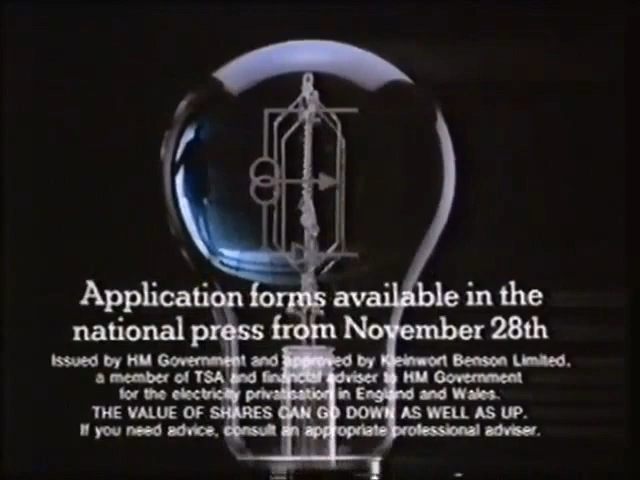 Application forms available in the
national press from November 28th
Issued by HM Government and approved by Kleinwort Benson Limited,
a member of TSA and financial adviser to HM Government
for the electricity privatisation in England and Wales.
THE VALUE OF SHARES CAN GO DOWN AS WELL AS UP.
If you need advice, consult an appropriate professional adviser.